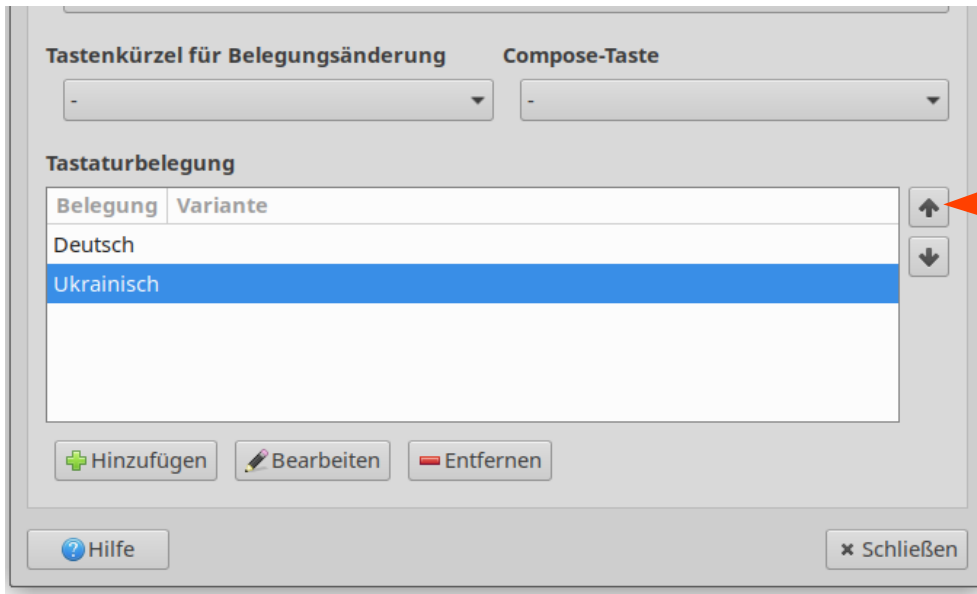 Tastenkürzel für Belegungsänderung Compose-Taste
- -
Tastaturbelegung
Belegung Variante
Deutsch
Ukrainisch
Hinzufügen Bearbeiten Entfernen
Hilfe Schließen